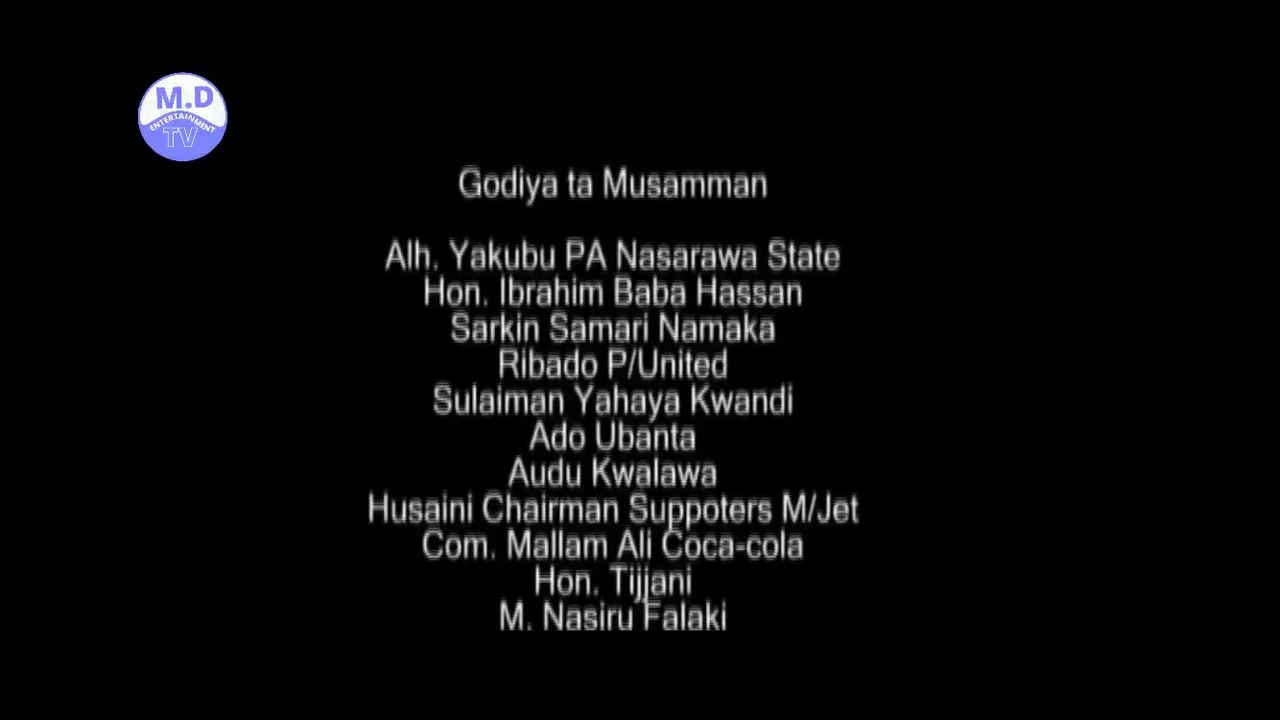 M.D
ENTERTAINMENT
TV
Godiya ta Musamman
Alh. Yakubu PA Nasarawa State
Hon. Ibrahim Baba Hassan
Sarkin Samari Namaka
Ribado P/United
Sulaiman Yahaya Kwandi
Ado Ubanta
Audu Kwalawa
Husaini Chairman Suppoters M/Jet
Com. Mallam Ali Coca-cola
Hon. Tijjani
M. Nasiru Falaki